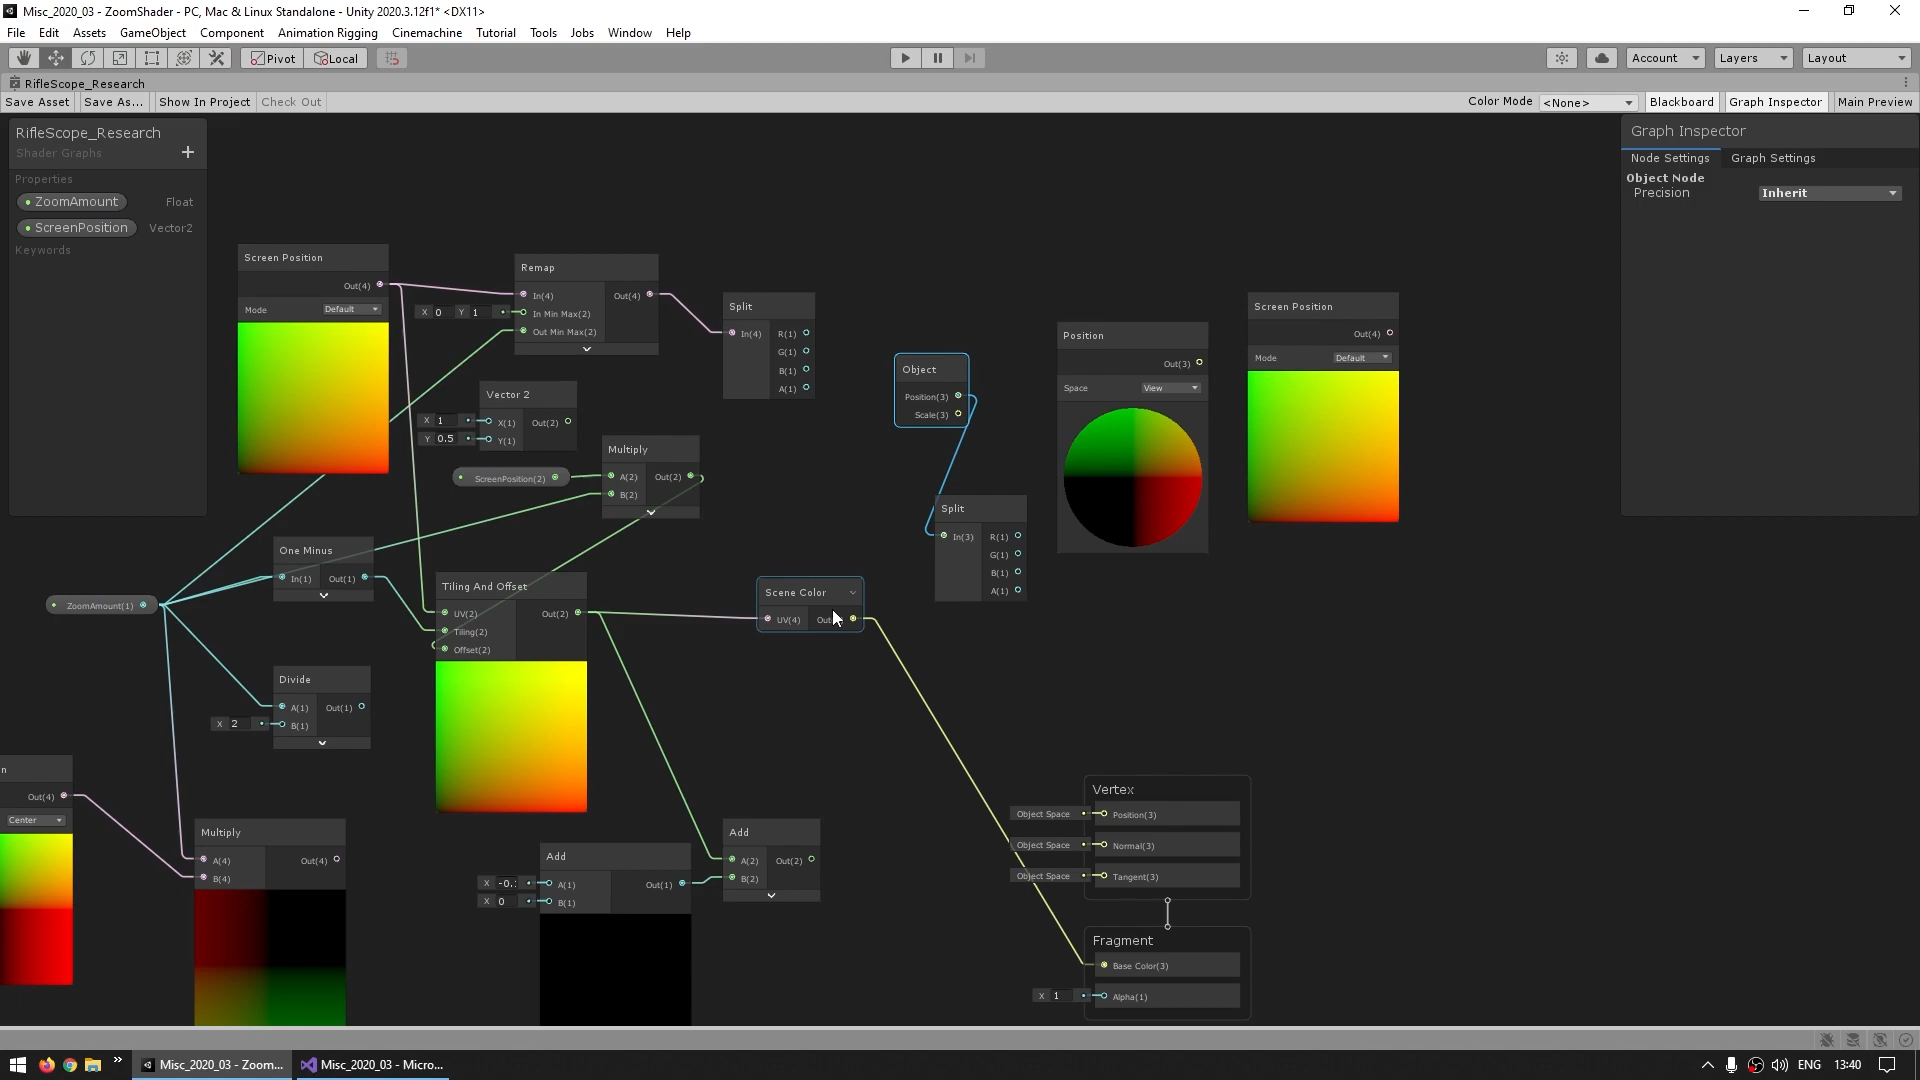 Misc_2020_03 - ZoomShader - PC, Mac & Linux Standalone - Unity 2020.3.12f1* <DX11>
File Edit Assets GameObject Component Animation Rigging Cinemachine Tutorial Tools Jobs Window Help
Pivot Local Account Layers Layout
RifleScope_Research
Save Asset Save As... Show In Project Check Out Color Mode <None> Blackboard Graph Inspector Main Preview
RifleScope_Research
Shader Graphs
+
Properties
ZoomAmount Float
ScreenPosition Vector2
Keywords
Graph Inspector
Node Settings Graph Settings
Object Node
Precision Inherit
Screen Position
Out(4)
Mode Default
Remap
In(4) Out(4)
X 0 Y 1 In Min Max(2)
Out Min Max(2)
Split
In(4) R(1)
G(1)
B(1)
A(1)
Vector 2
X 1 X(1) Out(2)
Y 0.5 Y(1)
Multiply
ScreenPosition(2) A(2) Out(2)
B(2)
Object
Position(3)
Scale(3)
Position
Out(3)
Space View
Screen Position
Out(4)
Mode Default
Split
In(3) R(1)
G(1)
B(1)
A(1)
One Minus
In(1) Out(1)
ZoomAmount(1)
Tiling And Offset
UV(2) Out(2)
Tiling(2)
Offset(2)
Scene Color
UV(4) Out
Divide
A(1) Out(1)
X 2 B(1)
n
Out(4)
Center
Multiply
A(4) Out(4)
B(4)
Add
X -0.: A(1) Out(1)
X 0 B(1)
Add
A(2) Out(2)
B(2)
Vertex
Object Space Position(3)
Object Space Normal(3)
Object Space Tangent(3)
Fragment
Base Color(3)
X 1 Alpha(1)
Misc_2020_03 - Zoom... Misc_2020_03 - Micro... ENG 13:40